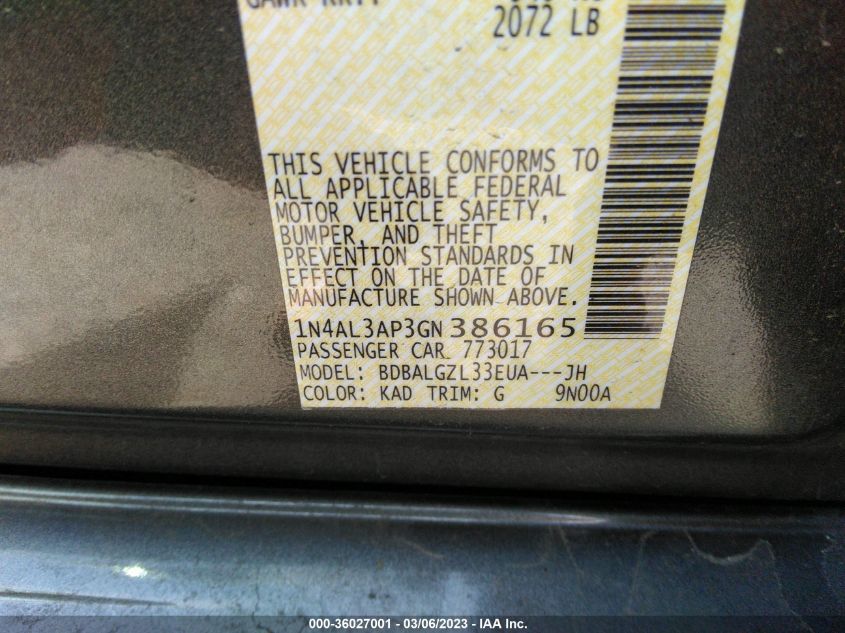 2072 LB
THIS VEHICLE CONFORMS TO
ALL APPLICABLE FEDERAL
MOTOR VEHICLE SAFETY,
BUMPER, AND THEFT
PREVENTION STANDARDS IN
EFFECT ON THE DATE OF
MANUFACTURE SHOWN ABOVE.
1N4AL3AP3GN 386165
PASSENGER CAR 773017
MODEL: BDBALGZL33EUA---JH
COLOR: KAD TRIM: G 9N00A
000-36027001 - 03/06/2023 - IAA Inc.